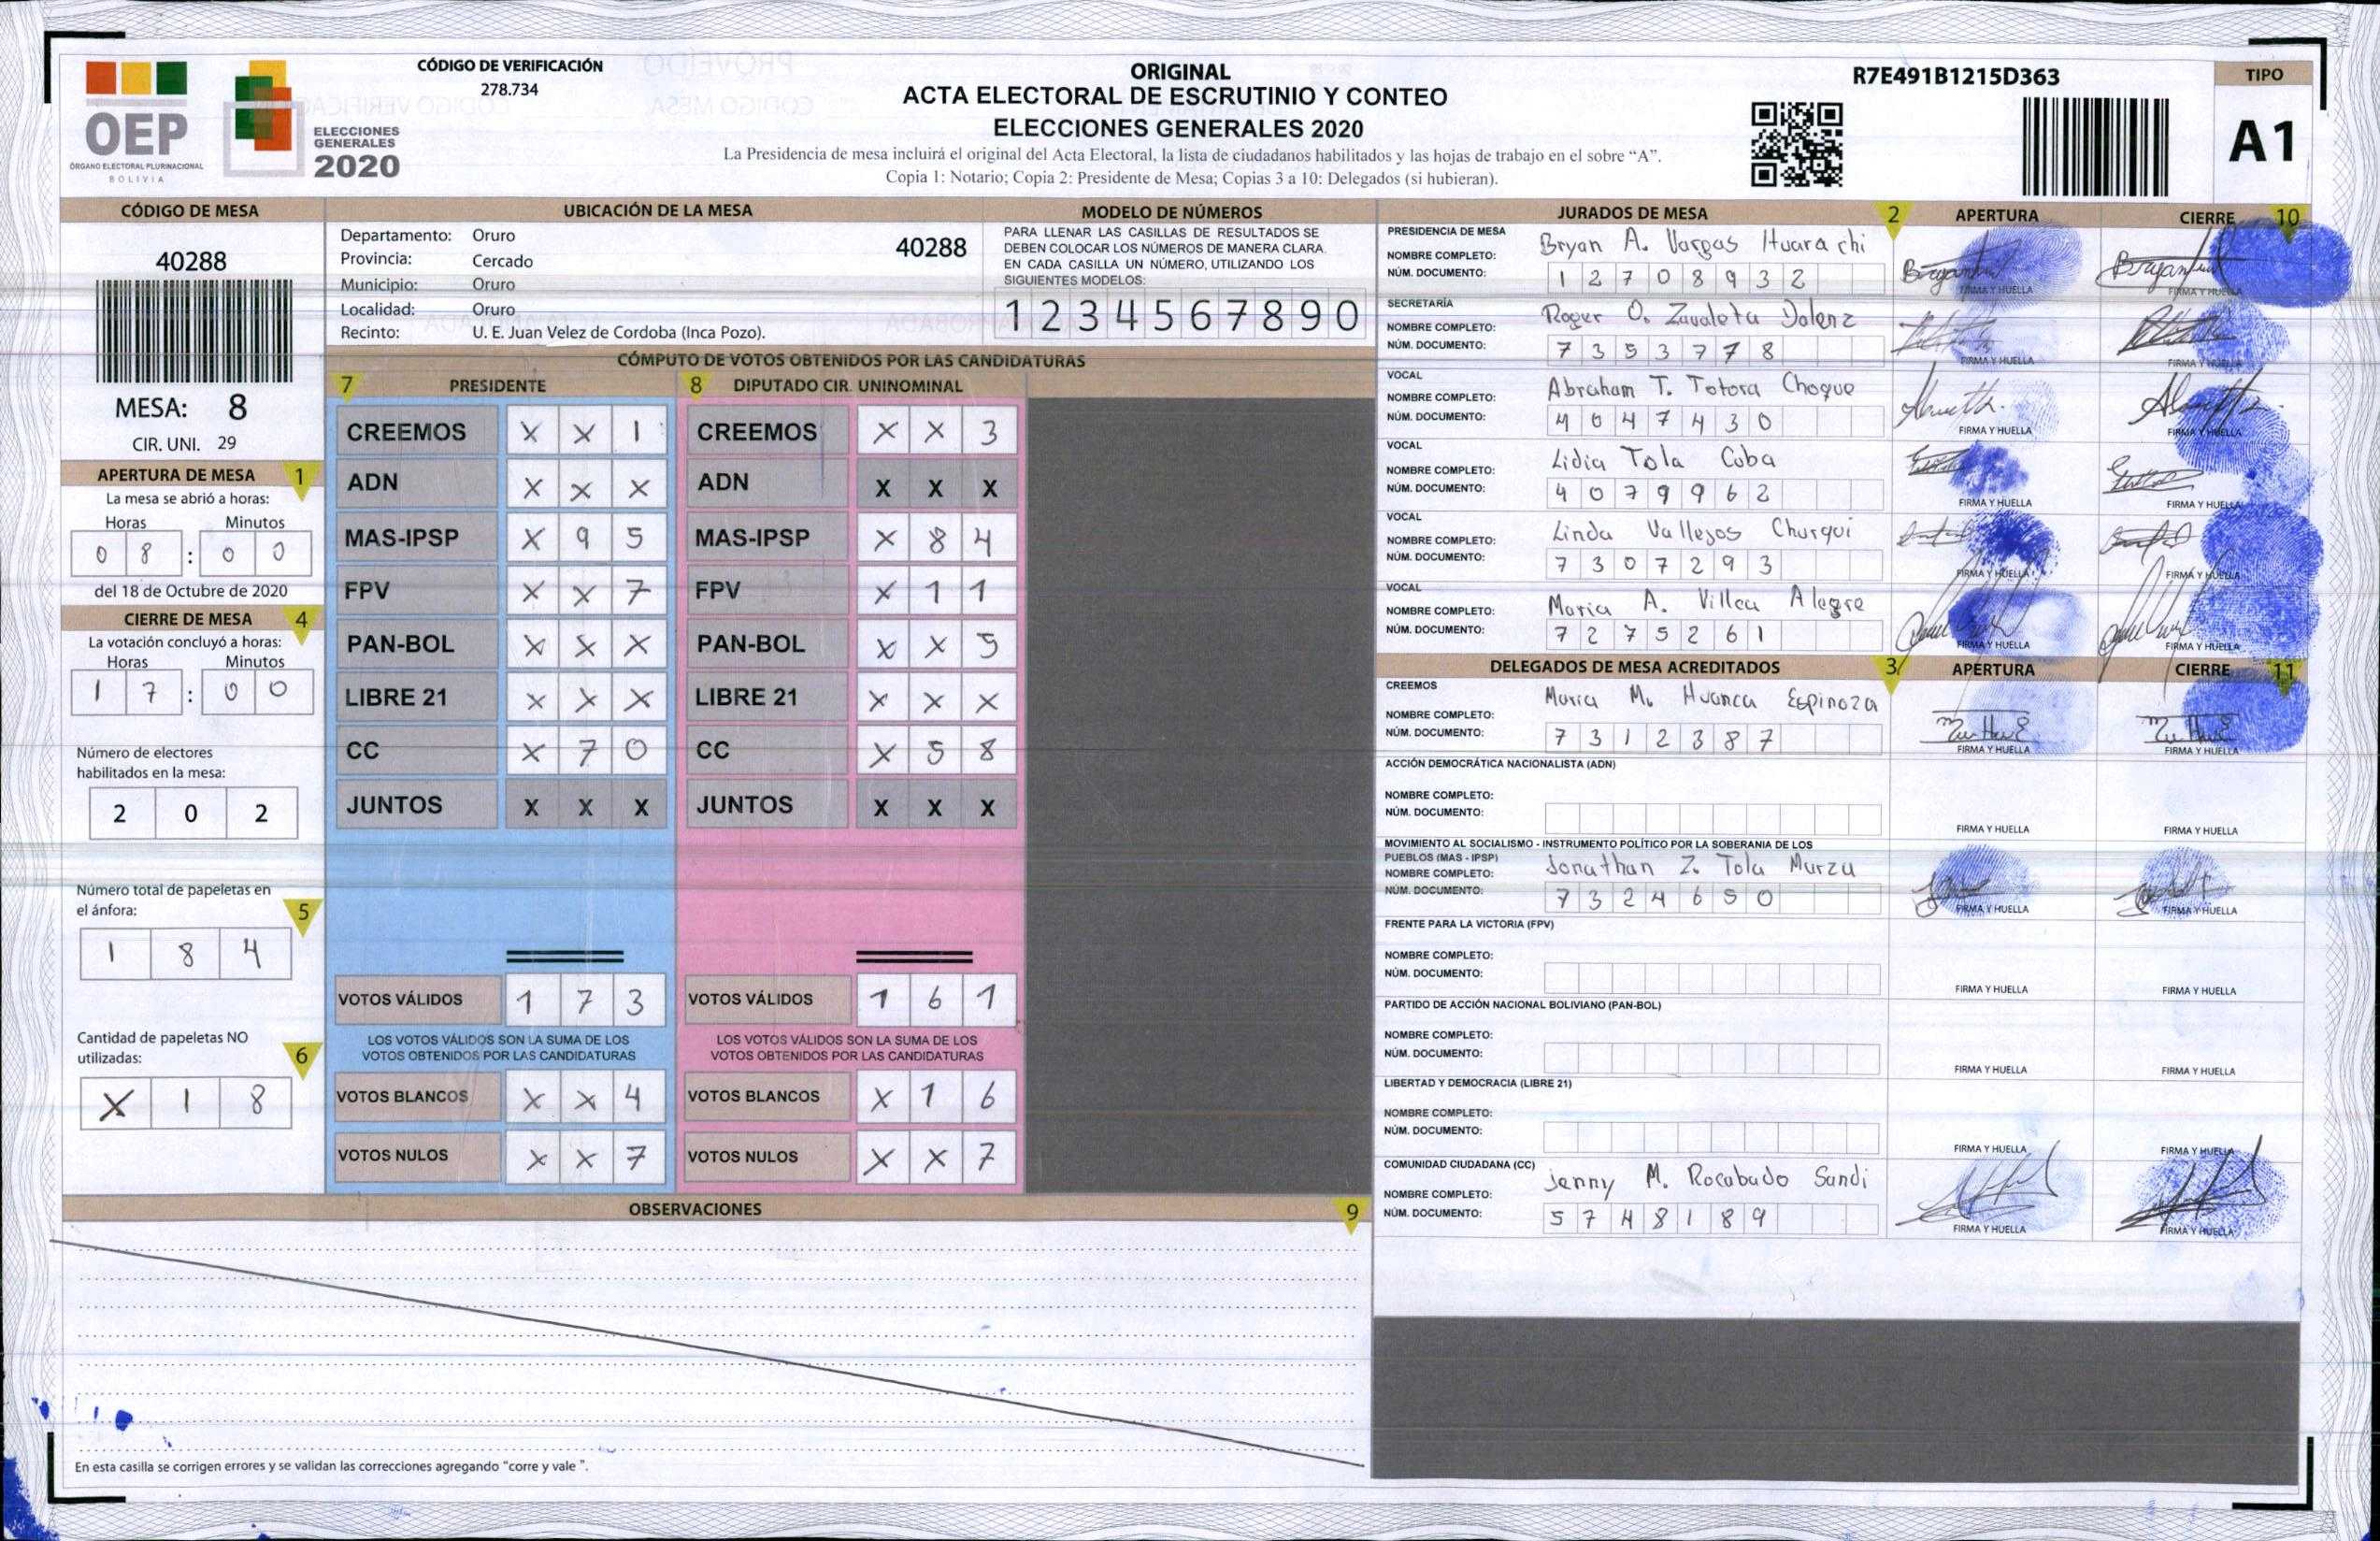 CÓDIGO DE VERIFICACIÓN
278.734
OEP
ÓRGANO ELECTORAL PLURINACIONAL
BOLIVIA
ELECCIONES
GENERALES
2020
ORIGINAL
ACTA ELECTORAL DE ESCRUTINIO Y CONTEO
ELECCIONES GENERALES 2020
La Presidencia de mesa incluirá el original del Acta Electoral, la lista de ciudadanos habilitados y las hojas de trabajo en el sobre “A”.
Copia 1: Notario; Copia 2: Presidente de Mesa; Copias 3 a 10: Delegados (si hubieran).
R7E491B1215D363
TIPO
A1
CÓDIGO DE MESA
40288
MESA: 8
CIR. UNI. 29
APERTURA DE MESA 1
La mesa se abrió a horas:
Horas Minutos
0 8 : 0 0
del 18 de Octubre de 2020
CIERRE DE MESA 4
La votación concluyó a horas:
Horas Minutos
1 7 : 0 0
Número de electores
habilitados en la mesa:
2 0 2
Número total de papeletas en
el ánfora: 5
1 8 4
Cantidad de papeletas NO
utilizadas: 6
X 1 8
UBICACIÓN DE LA MESA
Departamento: Oruro
Provincia: Cercado
Municipio: Oruro
Localidad: Oruro
Recinto: U. E. Juan Velez de Cordoba (Inca Pozo).
40288
MODELO DE NÚMEROS
PARA LLENAR LAS CASILLAS DE RESULTADOS SE
DEBEN COLOCAR LOS NÚMEROS DE MANERA CLARA.
EN CADA CASILLA UN NÚMERO, UTILIZANDO LOS
SIGUIENTES MODELOS:
1 2 3 4 5 6 7 8 9 0
CÓMPUTO DE VOTOS OBTENIDOS POR LAS CANDIDATURAS
7 PRESIDENTE
CREEMOS X X 1
ADN X X X
MAS-IPSP X 9 5
FPV X X 7
PAN-BOL X X X
LIBRE 21 X X X
CC X 7 0
JUNTOS X X X
VOTOS VÁLIDOS 1 7 3
LOS VOTOS VÁLIDOS SON LA SUMA DE LOS
VOTOS OBTENIDOS POR LAS CANDIDATURAS
VOTOS BLANCOS X X 4
VOTOS NULOS X X 7
8 DIPUTADO CIR. UNINOMINAL
CREEMOS X X 3
ADN X X X
MAS-IPSP X 8 4
FPV X 1 1
PAN-BOL X X 5
LIBRE 21 X X X
CC X 5 8
JUNTOS X X X
VOTOS VÁLIDOS 1 6 1
LOS VOTOS VÁLIDOS SON LA SUMA DE LOS
VOTOS OBTENIDOS POR LAS CANDIDATURAS
VOTOS BLANCOS X 1 6
VOTOS NULOS X X 7
OBSERVACIONES 9
En esta casilla se corrigen errores y se validan las correcciones agregando “corre y vale ”.
JURADOS DE MESA 2 APERTURA CIERRE 10
PRESIDENCIA DE MESA
NOMBRE COMPLETO: Bryan A. Vargas Huarachi
NÚM. DOCUMENTO: 1 2 7 0 8 9 3 2
FIRMA Y HUELLA FIRMA Y HUELLA
SECRETARÍA
NOMBRE COMPLETO: Roger O. Zavaleta Dalenz
NÚM. DOCUMENTO: 7 3 5 3 7 7 8
FIRMA Y HUELLA FIRMA Y HUELLA
VOCAL
NOMBRE COMPLETO: Abraham T. Totora Choque
NÚM. DOCUMENTO: 4 0 4 7 4 3 0
FIRMA Y HUELLA FIRMA Y HUELLA
VOCAL
NOMBRE COMPLETO: Lidia Tola Coba
NÚM. DOCUMENTO: 4 0 7 9 9 6 2
FIRMA Y HUELLA FIRMA Y HUELLA
VOCAL
NOMBRE COMPLETO: Linda Vallejos Churqui
NÚM. DOCUMENTO: 7 3 0 7 2 9 3
FIRMA Y HUELLA FIRMA Y HUELLA
VOCAL
NOMBRE COMPLETO: Maria A. Villca Alegre
NÚM. DOCUMENTO: 7 2 7 5 2 6 1
FIRMA Y HUELLA FIRMA Y HUELLA
DELEGADOS DE MESA ACREDITADOS 3 APERTURA CIERRE 11
CREEMOS
NOMBRE COMPLETO: Maria M. Huanca Espinoza
NÚM. DOCUMENTO: 7 3 1 2 3 8 7
FIRMA Y HUELLA FIRMA Y HUELLA
ACCIÓN DEMOCRÁTICA NACIONALISTA (ADN)
NOMBRE COMPLETO:
NÚM. DOCUMENTO:
FIRMA Y HUELLA FIRMA Y HUELLA
MOVIMIENTO AL SOCIALISMO - INSTRUMENTO POLÍTICO POR LA SOBERANIA DE LOS
PUEBLOS (MAS - IPSP)
NOMBRE COMPLETO: Jonathan Z. Tola Murzu
NÚM. DOCUMENTO: 7 3 2 4 6 5 0
FIRMA Y HUELLA FIRMA Y HUELLA
FRENTE PARA LA VICTORIA (FPV)
NOMBRE COMPLETO:
NÚM. DOCUMENTO:
FIRMA Y HUELLA FIRMA Y HUELLA
PARTIDO DE ACCIÓN NACIONAL BOLIVIANO (PAN-BOL)
NOMBRE COMPLETO:
NÚM. DOCUMENTO:
FIRMA Y HUELLA FIRMA Y HUELLA
LIBERTAD Y DEMOCRACIA (LIBRE 21)
NOMBRE COMPLETO:
NÚM. DOCUMENTO:
FIRMA Y HUELLA FIRMA Y HUELLA
COMUNIDAD CIUDADANA (CC)
NOMBRE COMPLETO: Jenny M. Rocabado Sandi
NÚM. DOCUMENTO: 5 7 4 8 1 8 9
FIRMA Y HUELLA FIRMA Y HUELLA